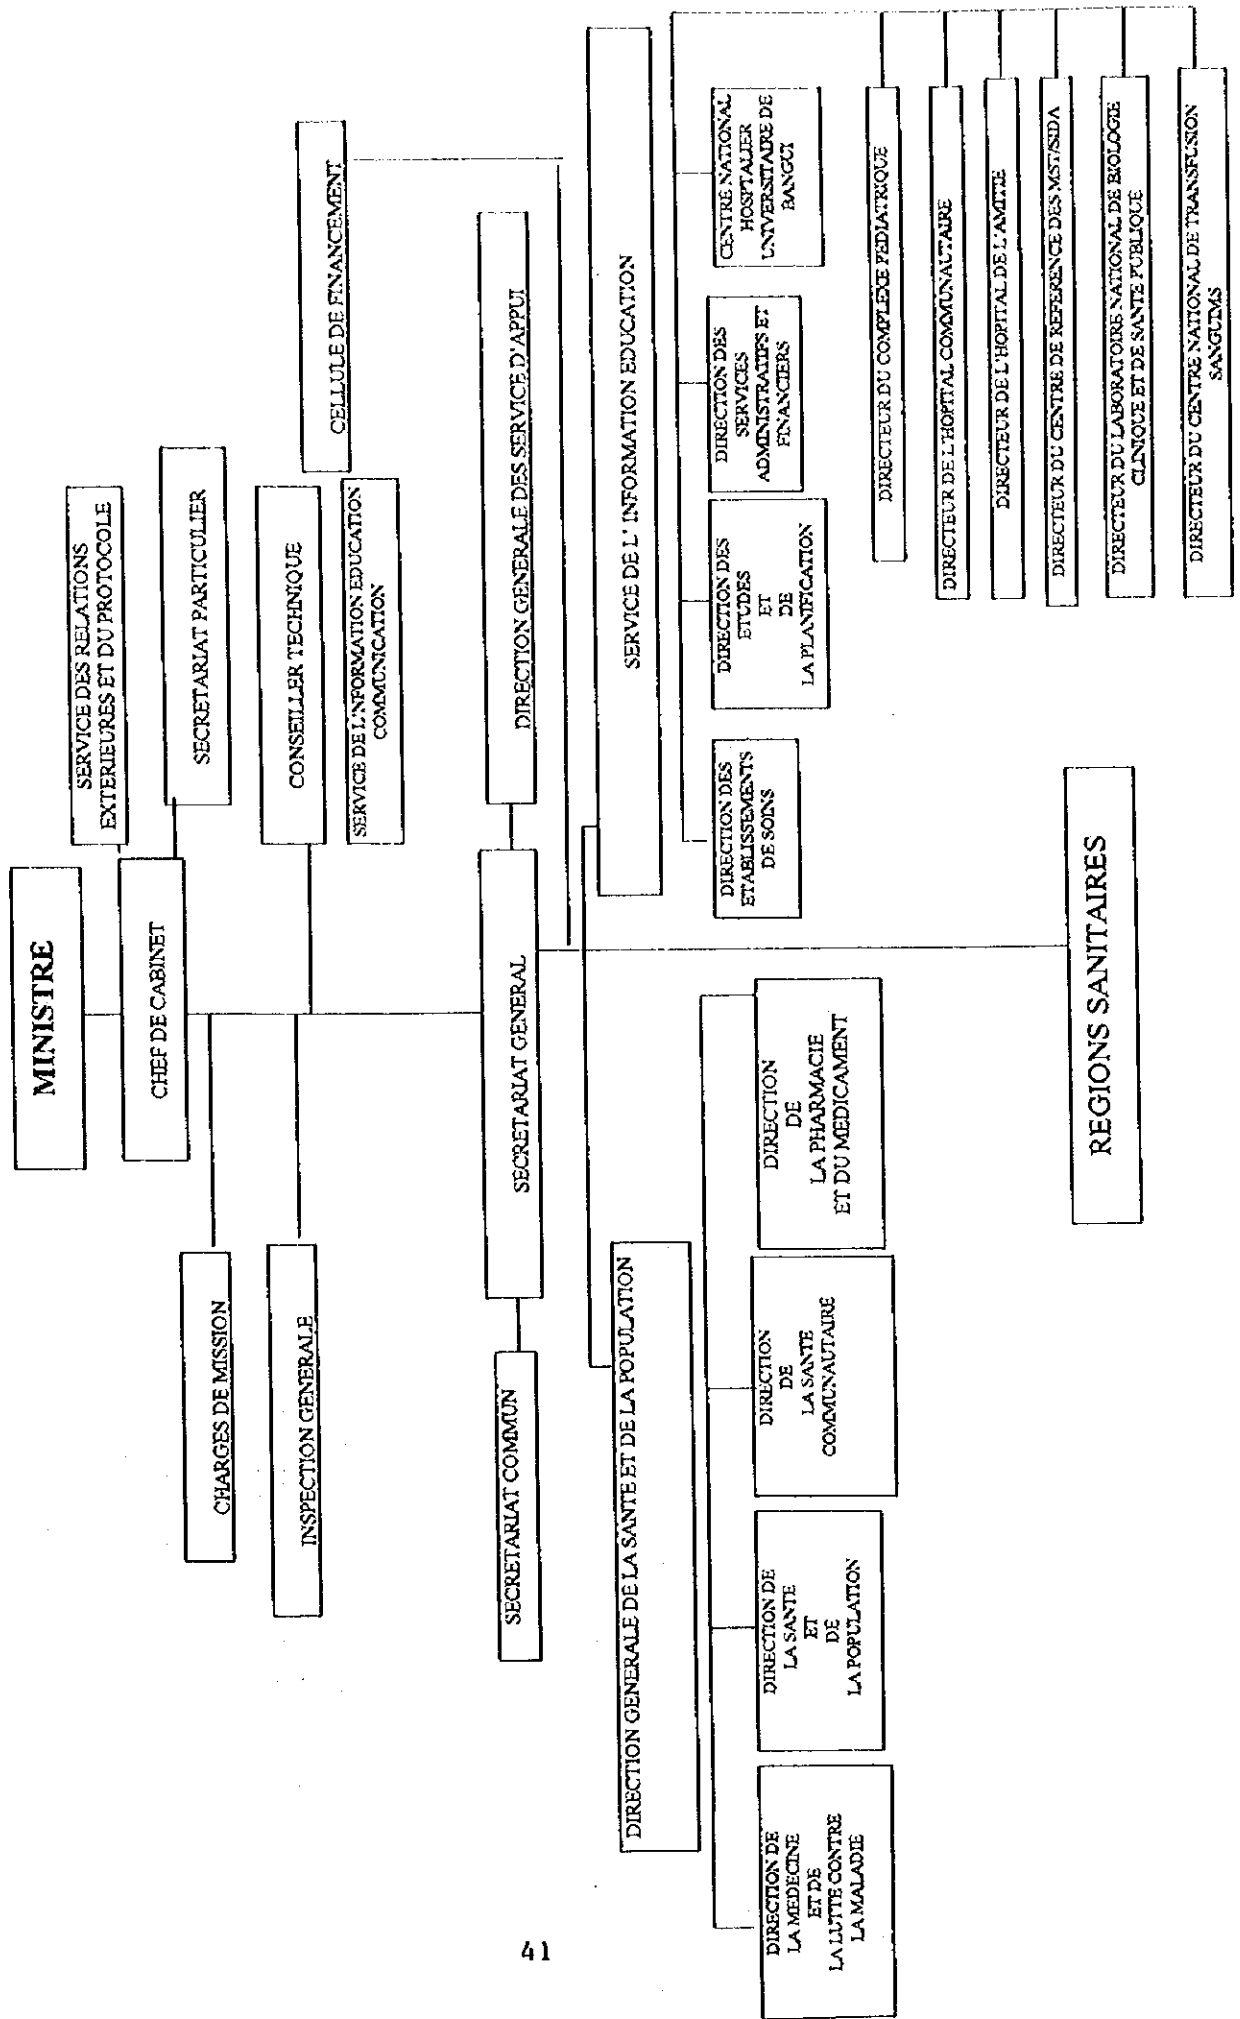 MINISTRE
SERVICE DES RELATIONS
EXTERIEURES ET DU PROTOCOLE
CHEF DE CABINET
SECRETARIAT PARTICULIER
CHARGES DE MISSION
CONSEILLER TECHNIQUE
INSPECTION GENERALE
CELLULE DE FINANCEMENT
SERVICE DE L'INFORMATION EDUCATION
COMMUNICATION
SECRETARIAT COMMUN
SECRETARIAT GENERAL
DIRECTION GENERALE DES SERVICE D'APPUI
DIRECTION GENERALE DE LA SANTE ET DE LA POPULATION
SERVICE DE L' INFORMATION EDUCATION
DIRECTION DE
LA MEDECINE
ET DE
LA LUTTE CONTRE
LA MALADIE
DIRECTION DE
LA SANTE
ET
DE
LA POPULATION
DIRECTION
DE
LA SANTE
COMMUNAUTAIRE
DIRECTION
DE
LA PHARMACIE
ET DU MEDICAMENT
DIRECTION DES
ETABLISSEMENTS
DE SOINS
DIRECTION DES
ETUDES
ET
DE
LA PLANIFICATION
DIRECTION DES
SERVICES
ADMINISTRATIFS ET
FINANCIERS
CENTRE NATIONAL
HOSPTALIER
UNIVERSITAIRE DE
BANGUI
DIRECTEUR DU COMPLEXE PEDIATRIQUE
DIRECTEUR DE L'HOPITAL COMMUNAUTAIRE
DIRECTEUR DE L'HOPITAL DE L'AMITIE
DIRECTEUR DU CENTRE DE REFERENCE DES MST/SIDA
DIRECTEUR DU LABORATOIRE NATIONAL DE BIOLOGIE
CLINIQUE ET DE SANTE PUBLIQUE
DIRECTEUR DU CENTRE NATIONAL DE TRANSFUSION
SANGUIMS
REGIONS SANITAIRES
41